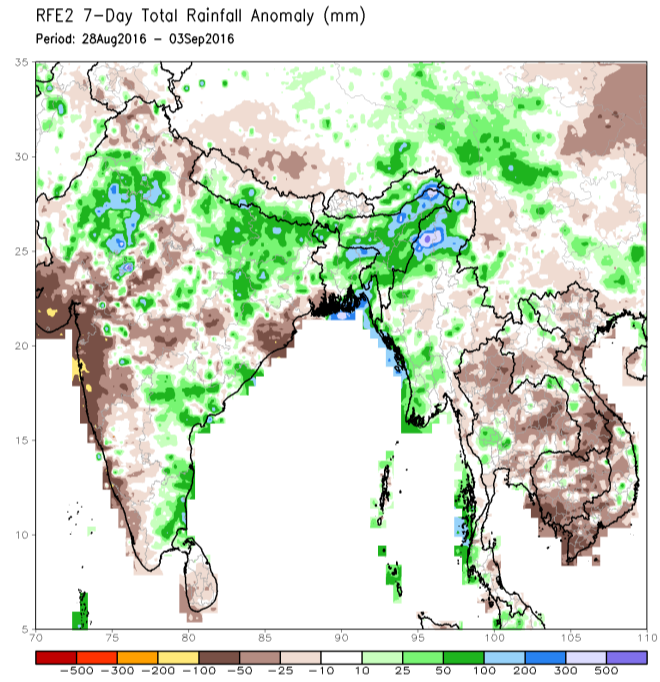 RFE2 7-Day Total Rainfall Anomaly (mm)
Period: 28Aug2016 - 03Sep2016
35
30
25
20
15
10
5
70 75 80 85 90 95 100 105 110
-500 -300 -200 -100 -50 -25 -10 10 25 50 100 200 300 500